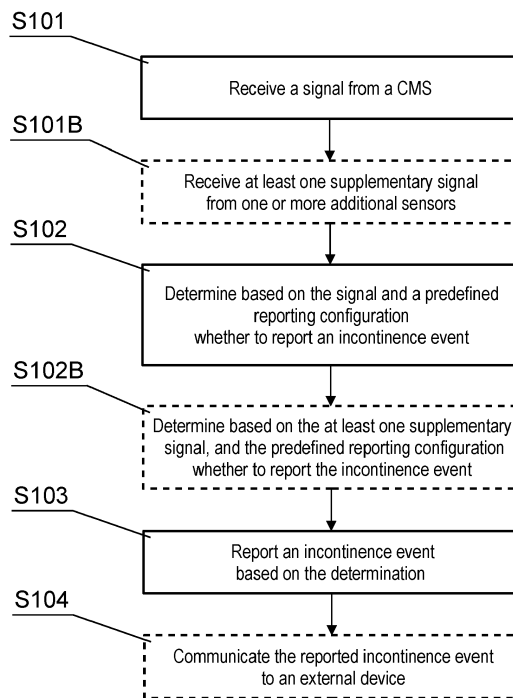 S101
Receive a signal from a CMS
S101B
Receive at least one supplementary signal
from one or more additional sensors
S102
Determine based on the signal and a predefined
reporting configuration
whether to report an incontinence event
S102B
Determine based on the at least one supplementary
signal, and the predefined reporting configuration
whether to report the incontinence event
S103
Report an incontinence event
based on the determination
S104
Communicate the reported incontinence event
to an external device